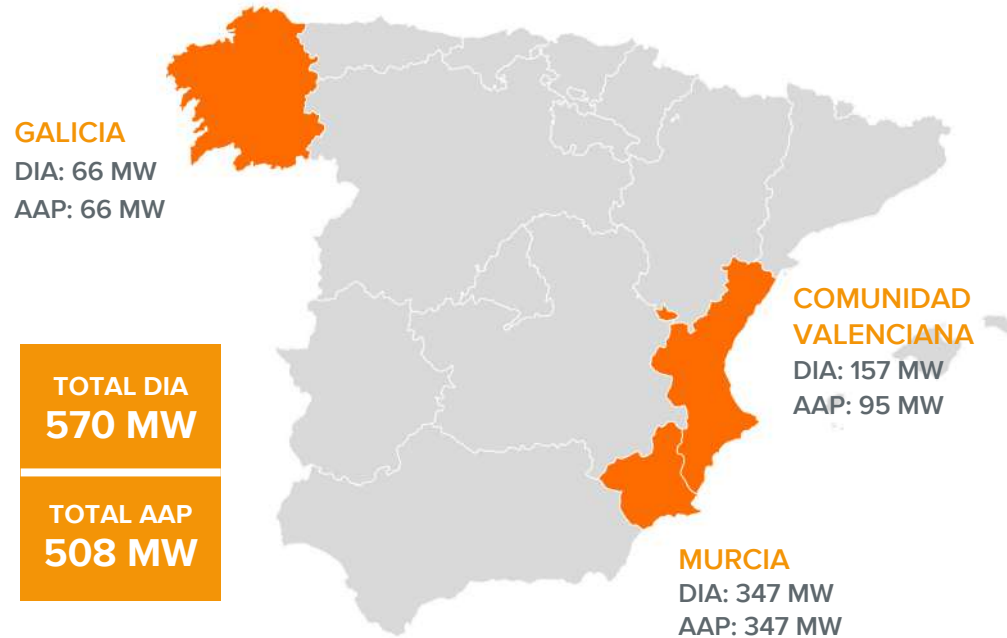 GALICIA
DIA: 66 MW
AAP: 66 MW
COMUNIDAD
VALENCIANA
DIA: 157 MW
AAP: 95 MW
TOTAL DIA
570 MW
TOTAL AAP
508 MW
MURCIA
DIA: 347 MW
AAP: 347 MW